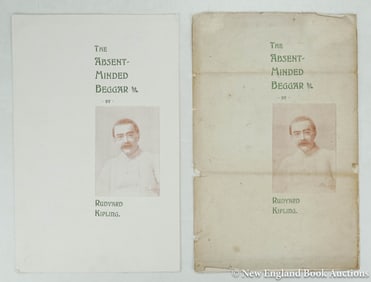 THE
ABSENT-
MINDED
BEGGAR
· BY ·
RUDYARD
KIPLING.
THE
ABSENT-
MINDED
BEGGAR
· BY ·
RUDYARD
KIPLING.
© New England Book Auctions